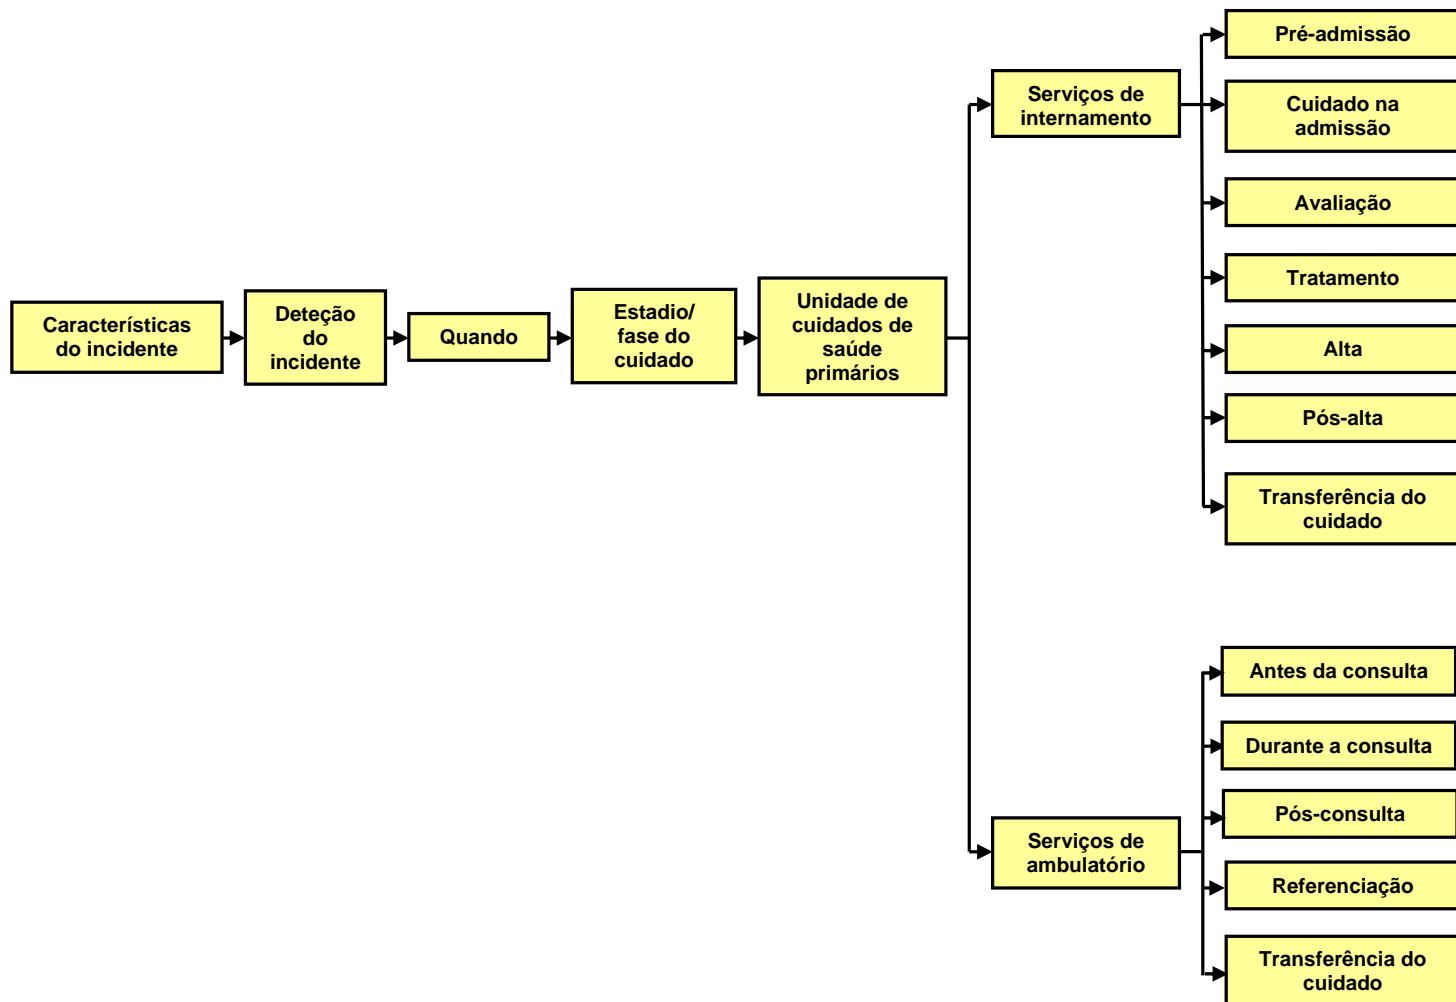 Pré-admissão
Serviços de
internamento
Cuidado na
admissão
Avaliação
Tratamento
Alta
Pós-alta
Transferência do
cuidado
Características
do incidente
Deteção
do
incidente
Quando
Estadio/
fase do
cuidado
Unidade de
cuidados de
saúde
primários
Antes da consulta
Durante a consulta
Pós-consulta
Serviços de
ambulatório
Referenciação
Transferência do
cuidado